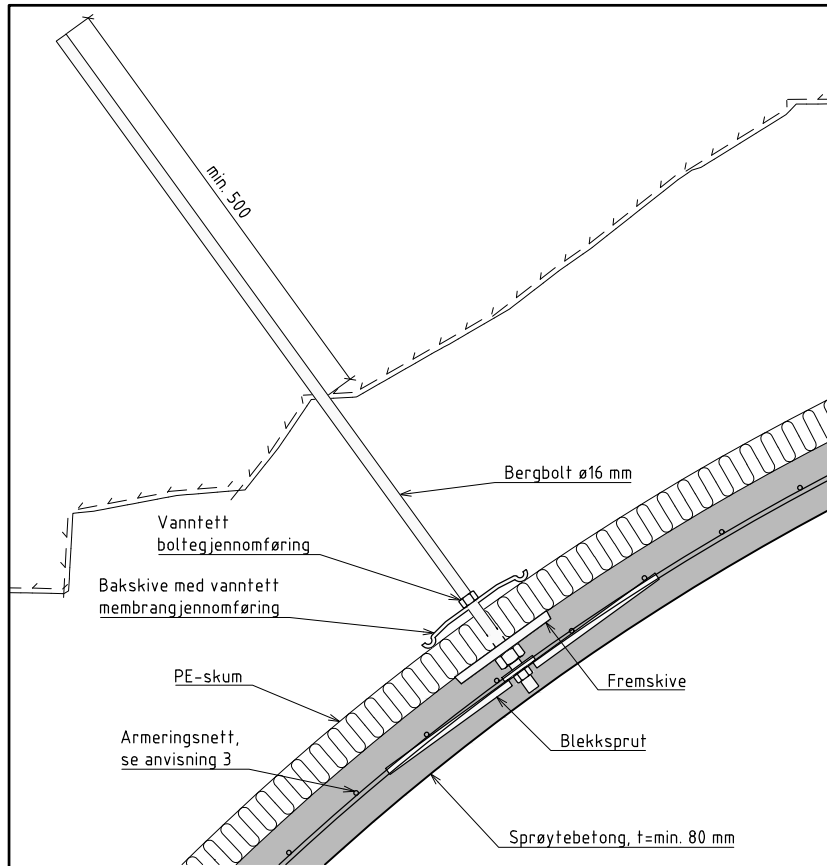 min. 500
Bergbolt ø16 mm
Vanntett
boltegjennomføring
Bakskive med vanntett
membrangjennomføring
PE-skum
Fremskive
Armeringsnett,
se anvisning 3
Blekksprut
Sprøytebetong, t=min. 80 mm